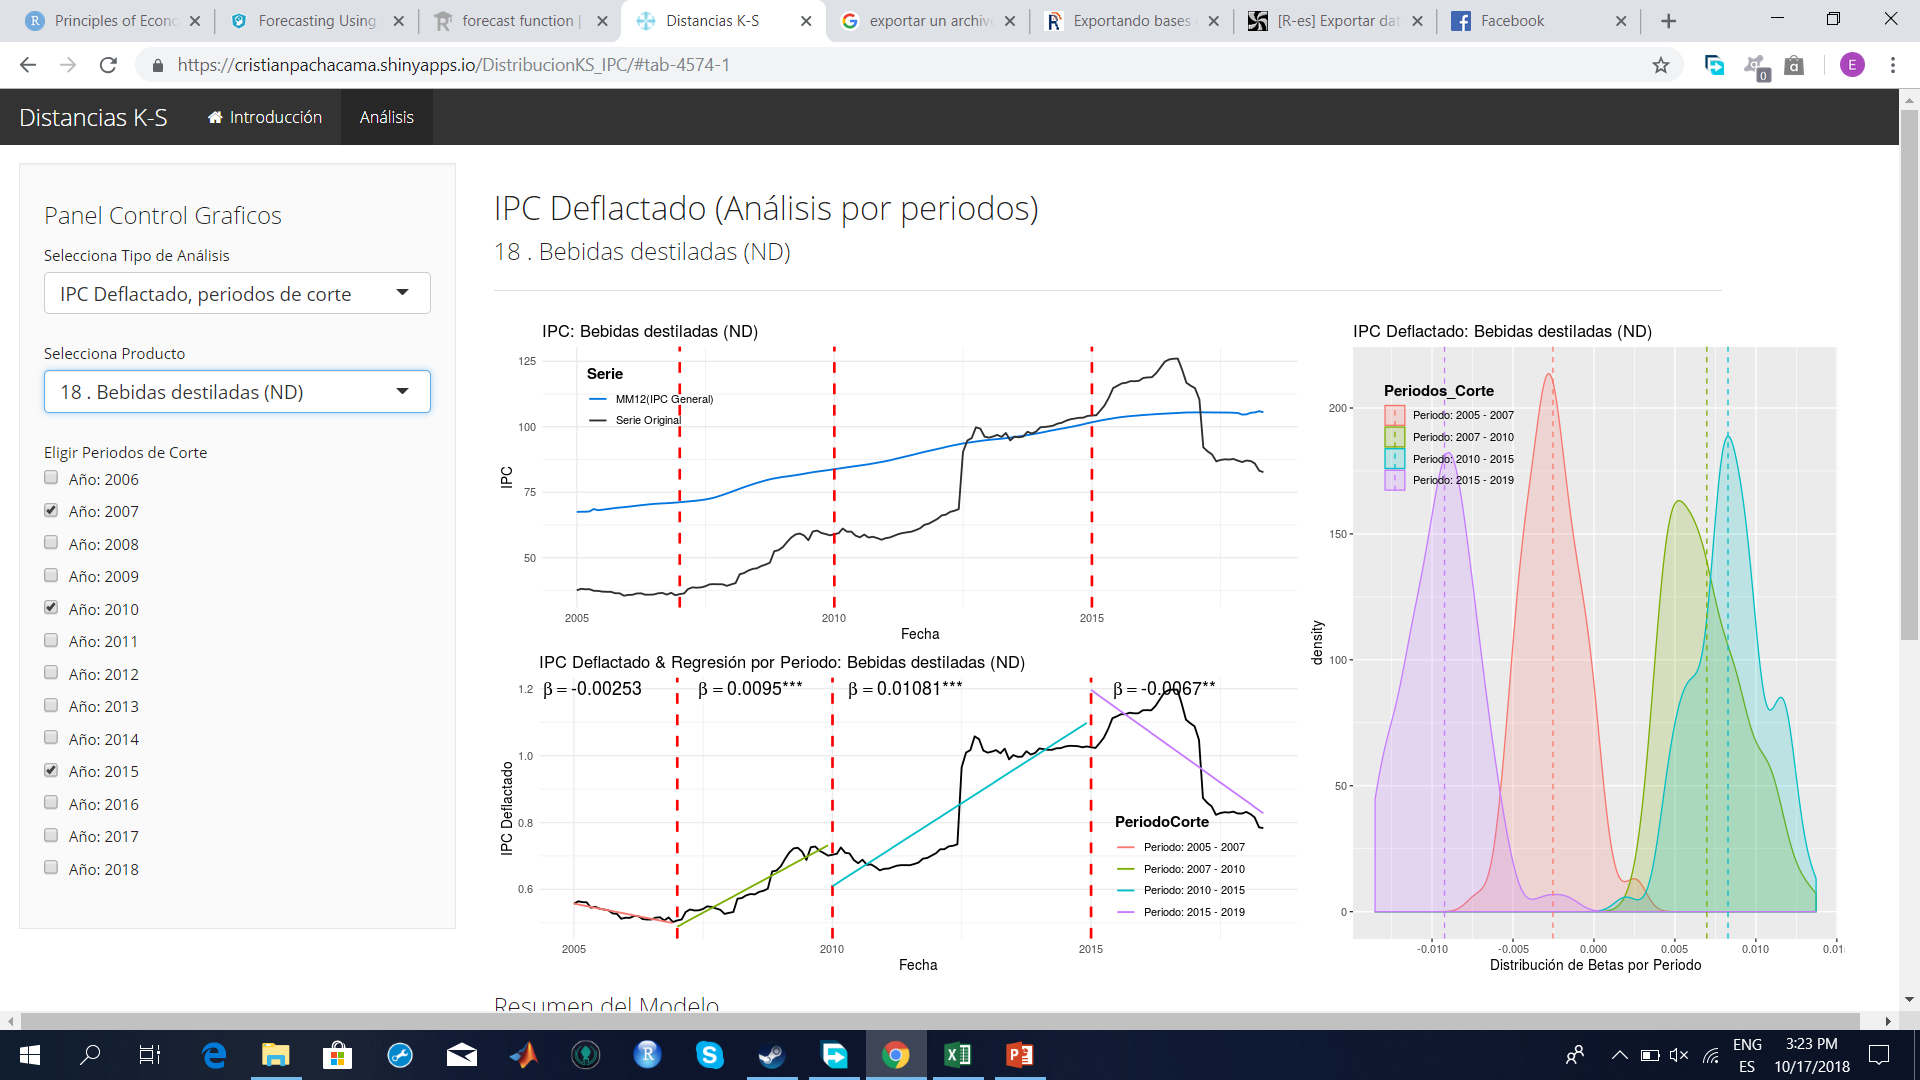 Principles of Econo
Forecasting Using
forecast function |
Distancias K-S
exportar un archivo
Exportando bases
[R-es] Exportar dat
Facebook
https://cristianpachacama.shinyapps.io/DistribucionKS_IPC/#tab-4574-1
0
a
E
Distancias K-S
Introducción
Análisis
Panel Control Graficos
Selecciona Tipo de Análisis
IPC Deflactado, periodos de corte
Selecciona Producto
18 . Bebidas destiladas (ND)
Eligir Periodos de Corte
Año: 2006
Año: 2007
Año: 2008
Año: 2009
Año: 2010
Año: 2011
Año: 2012
Año: 2013
Año: 2014
Año: 2015
Año: 2016
Año: 2017
Año: 2018
IPC Deflactado (Análisis por periodos)
18 . Bebidas destiladas (ND)
IPC: Bebidas destiladas (ND)
Serie
MM12(IPC General)
Serie Original
IPC
125
100
75
50
2005
2010
2015
Fecha
IPC Deflactado & Regresión por Periodo: Bebidas destiladas (ND)
β = -0.00253
β = 0.0095***
β = 0.01081***
β = -0.0067**
IPC Deflactado
1.2
1.0
0.8
0.6
PeriodoCorte
Periodo: 2005 - 2007
Periodo: 2007 - 2010
Periodo: 2010 - 2015
Periodo: 2015 - 2019
2005
2010
2015
Fecha
IPC Deflactado: Bebidas destiladas (ND)
Periodos_Corte
Periodo: 2005 - 2007
Periodo: 2007 - 2010
Periodo: 2010 - 2015
Periodo: 2015 - 2019
density
200
150
100
50
0
-0.010
-0.005
0.000
0.005
0.010
0.01
Distribución de Betas por Periodo
Resumen del Modelo
ENG
ES
3:23 PM
10/17/2018